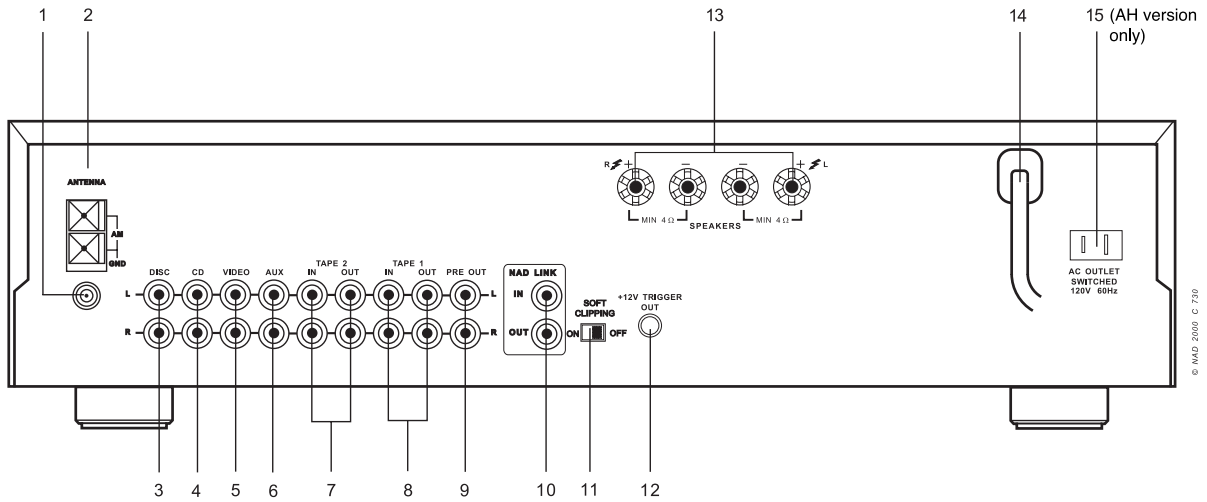 1 2 13 14 15 (AH version
only)
R + − − + L
ANTENNA
MIN 4 Ω MIN 4 Ω
SPEAKERS
AM
GND
DISC CD VIDEO AUX TAPE 2 IN OUT TAPE 1 IN OUT PRE OUT
NAD LINK
L L
IN
R R
OUT
SOFT
CLIPPING
ON OFF
+12V TRIGGER
OUT
AC OUTLET
SWITCHED
120V 60Hz
© NAD 2000 C 730
3 4 5 6 7 8 9 10 11 12